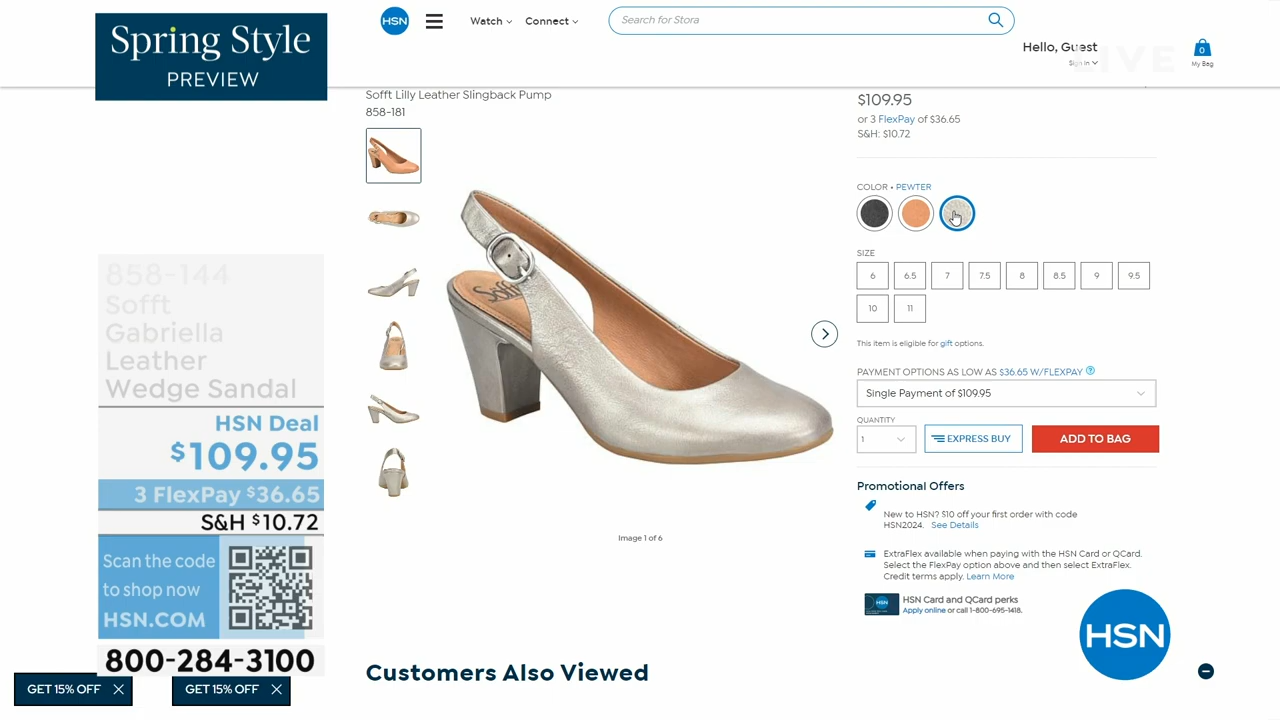 Spring Style
PREVIEW
HSN
Watch
Connect
Search for Stora
Hello, Guest
Sign In
LIVE
0
My Bag
Sofft Lilly Leather Slingback Pump
858-181
$109.95
or 3 FlexPay of $36.65
S&H: $10.72
COLOR • PEWTER
SIZE
6 6.5 7 7.5 8 8.5 9 9.5
10 11
This item is eligible for gift options.
PAYMENT OPTIONS AS LOW AS $36.65 W/FLEXPAY ?
Single Payment of $109.95
QUANTITY
1
EXPRESS BUY
ADD TO BAG
Promotional Offers
New to HSN? $10 off your first order with code
HSN2024. See Details
ExtraFlex available when paying with the HSN Card or QCard.
Select the FlexPay option above and then select ExtraFlex.
Credit terms apply. Learn More
HSN
HSN Card and QCard perks
Apply online or call 1-800-695-1418.
Söfft
Image 1 of 6
858-144
Sofft
Gabriella
Leather
Wedge Sandal
HSN Deal
$109.95
3 FlexPay $36.65
S&H $10.72
Scan the code
to shop now
HSN.COM
800-284-3100
GET 15% OFF
GET 15% OFF
Customers Also Viewed
HSN